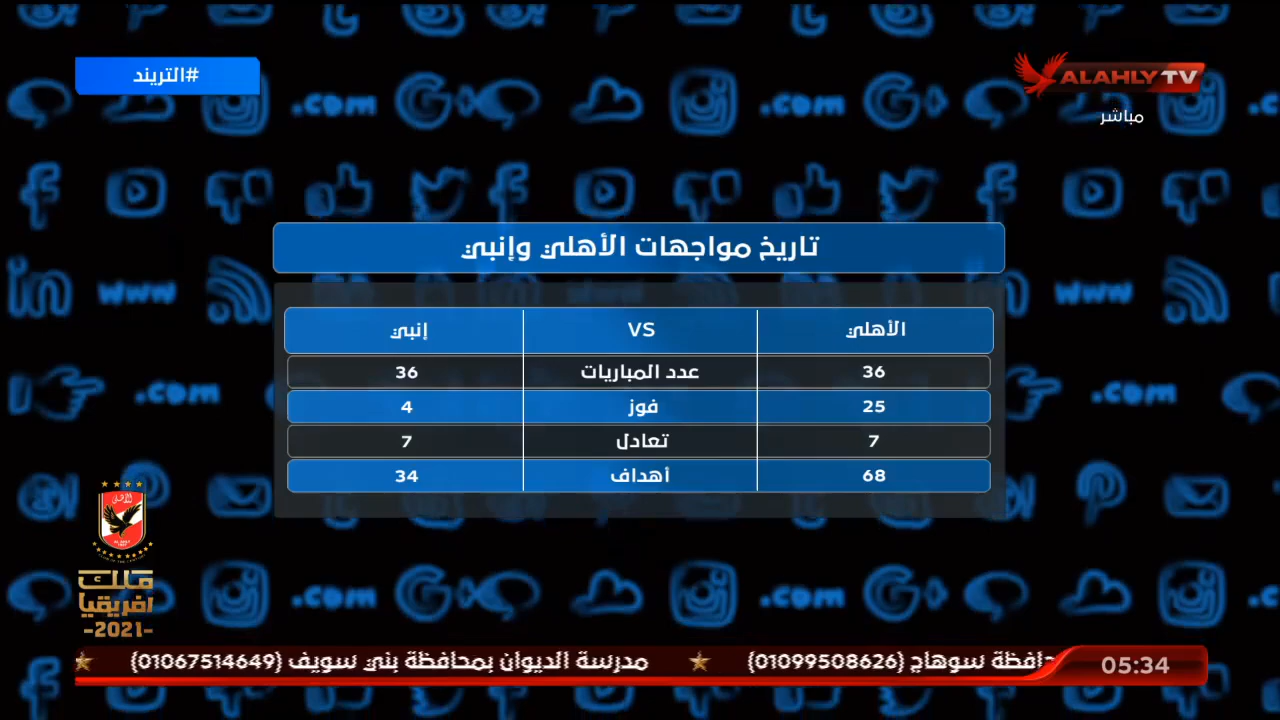 #التريند
ALAHLY TV
مباشر
تاريخ مواجهات الأهلي وإنبي
الأهلي VS إنبي
36 عدد المباريات 36
25 فوز 4
7 تعادل 7
68 أهداف 34
ملك
افريقيا
-2021-
سوهاج (01099508626) ★ مدرسة الديوان بمحافظة بني سويف (01067514649) ★
05:34